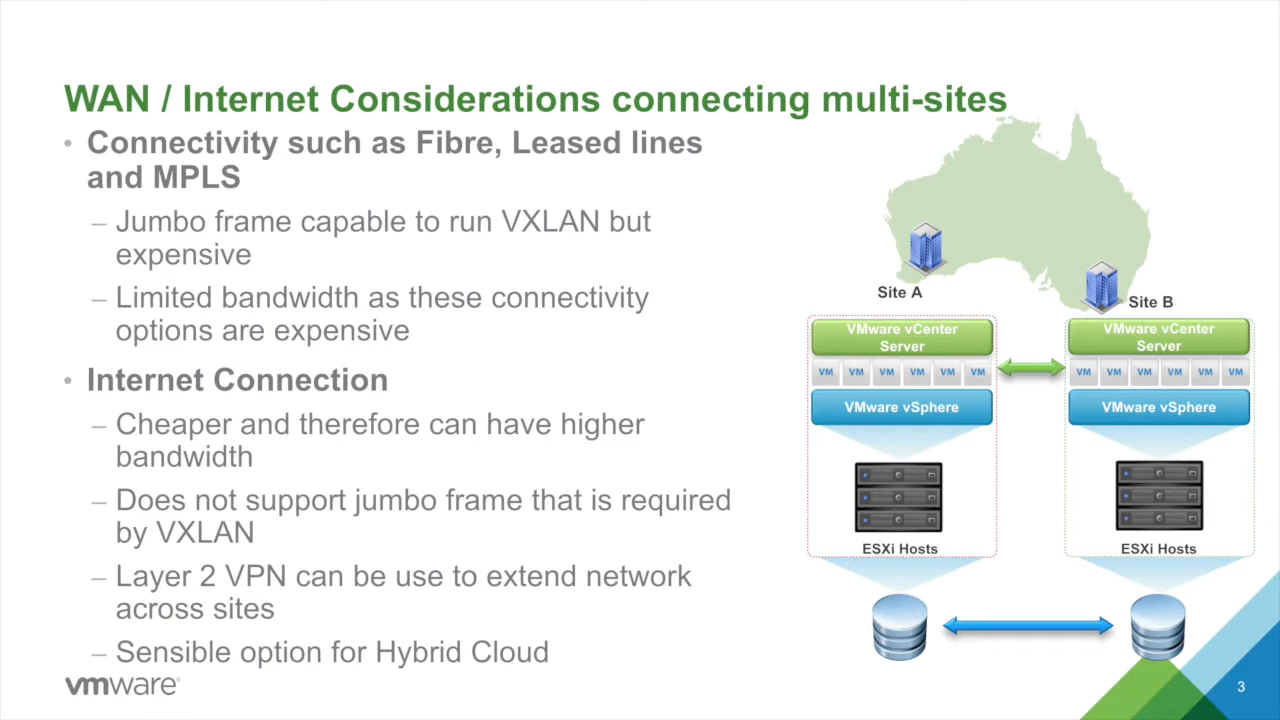 WAN / Internet Considerations connecting multi-sites
• Connectivity such as Fibre, Leased lines
and MPLS
– Jumbo frame capable to run VXLAN but
expensive
– Limited bandwidth as these connectivity
options are expensive
• Internet Connection
– Cheaper and therefore can have higher
bandwidth
– Does not support jumbo frame that is required
by VXLAN
– Layer 2 VPN can be use to extend network
across sites
– Sensible option for Hybrid Cloud
Site A
VMware vCenter
Server
VM VM VM VM VM VM
VMware vSphere
ESXi Hosts
Site B
VMware vCenter
Server
VM VM VM VM VM VM
VMware vSphere
ESXi Hosts
vmware®
3